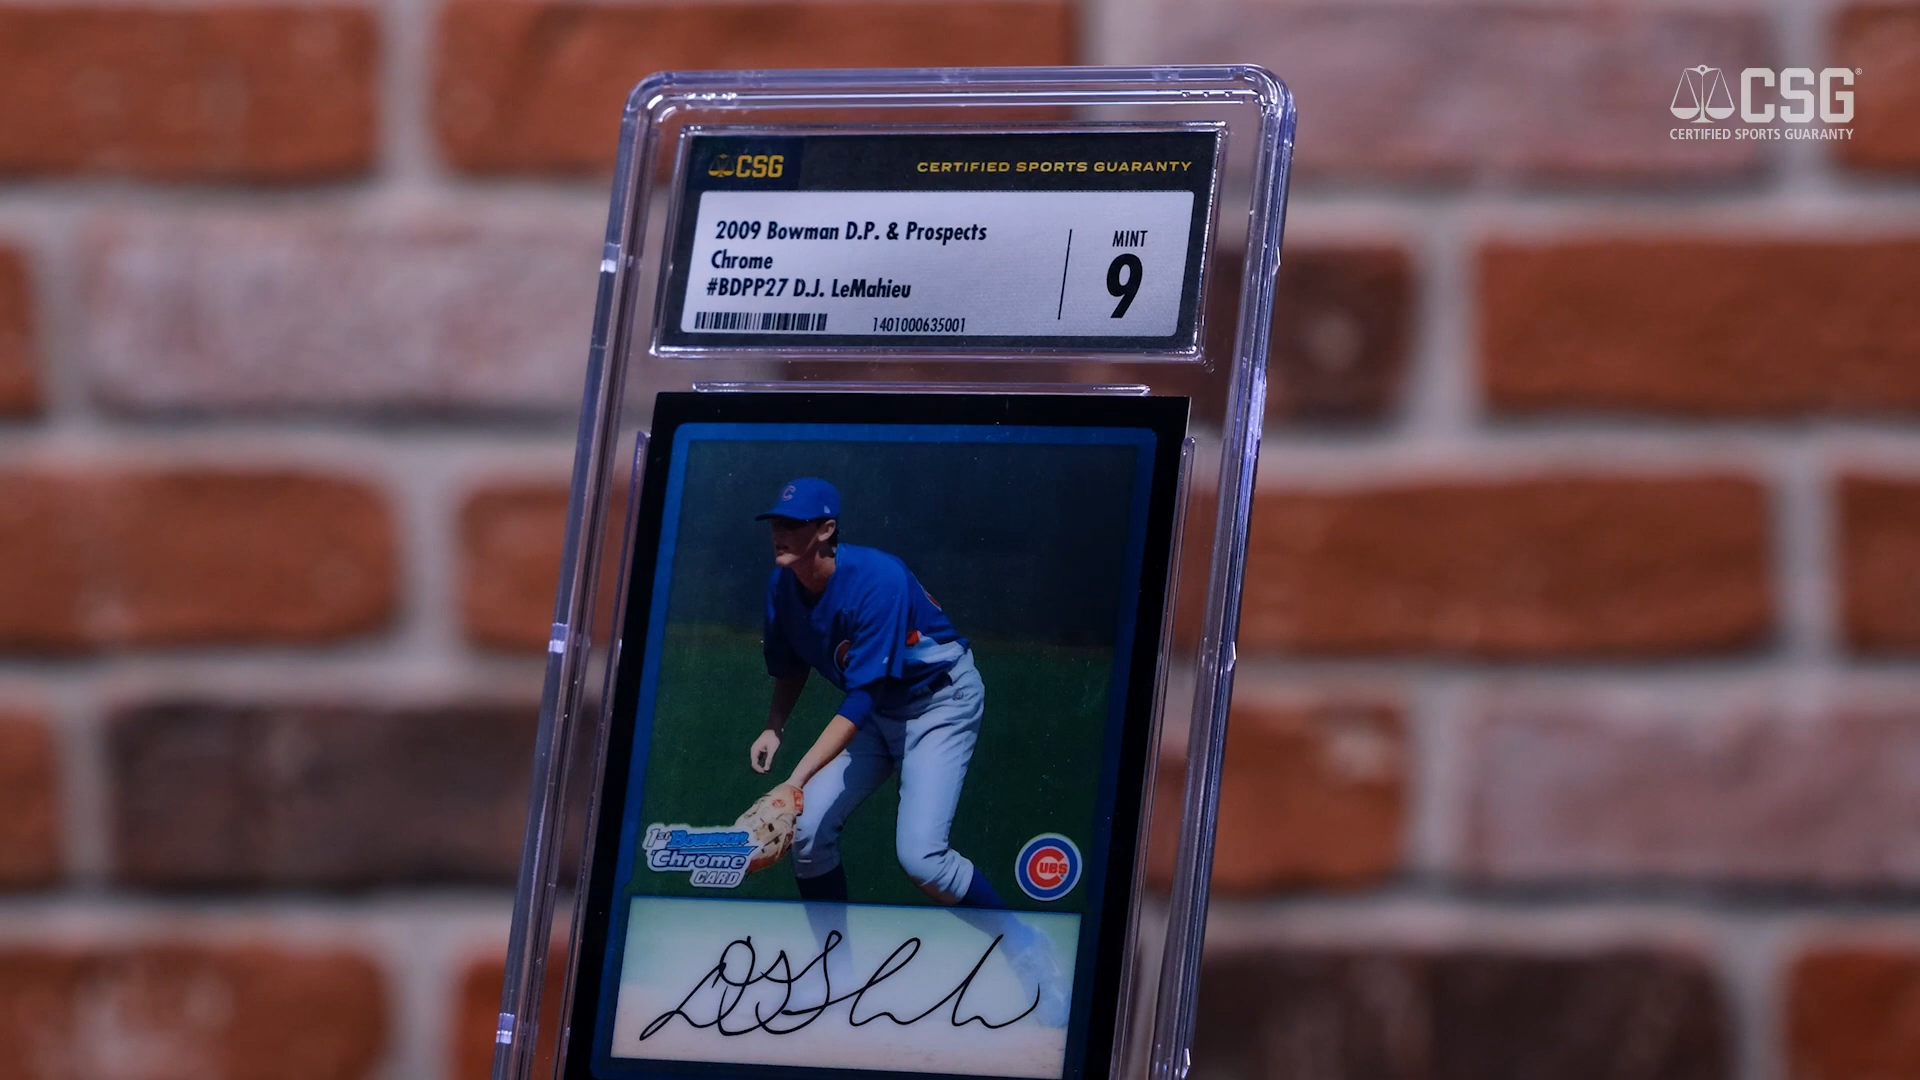 CSG®
CERTIFIED SPORTS GUARANTY
CSG
CERTIFIED SPORTS GUARANTY
2009 Bowman D.P. & Prospects
Chrome
#BDPP27 D.J. LeMahieu
1401000635001
MINT
9
C
1st Bowman
Chrome
CARD
CUBS